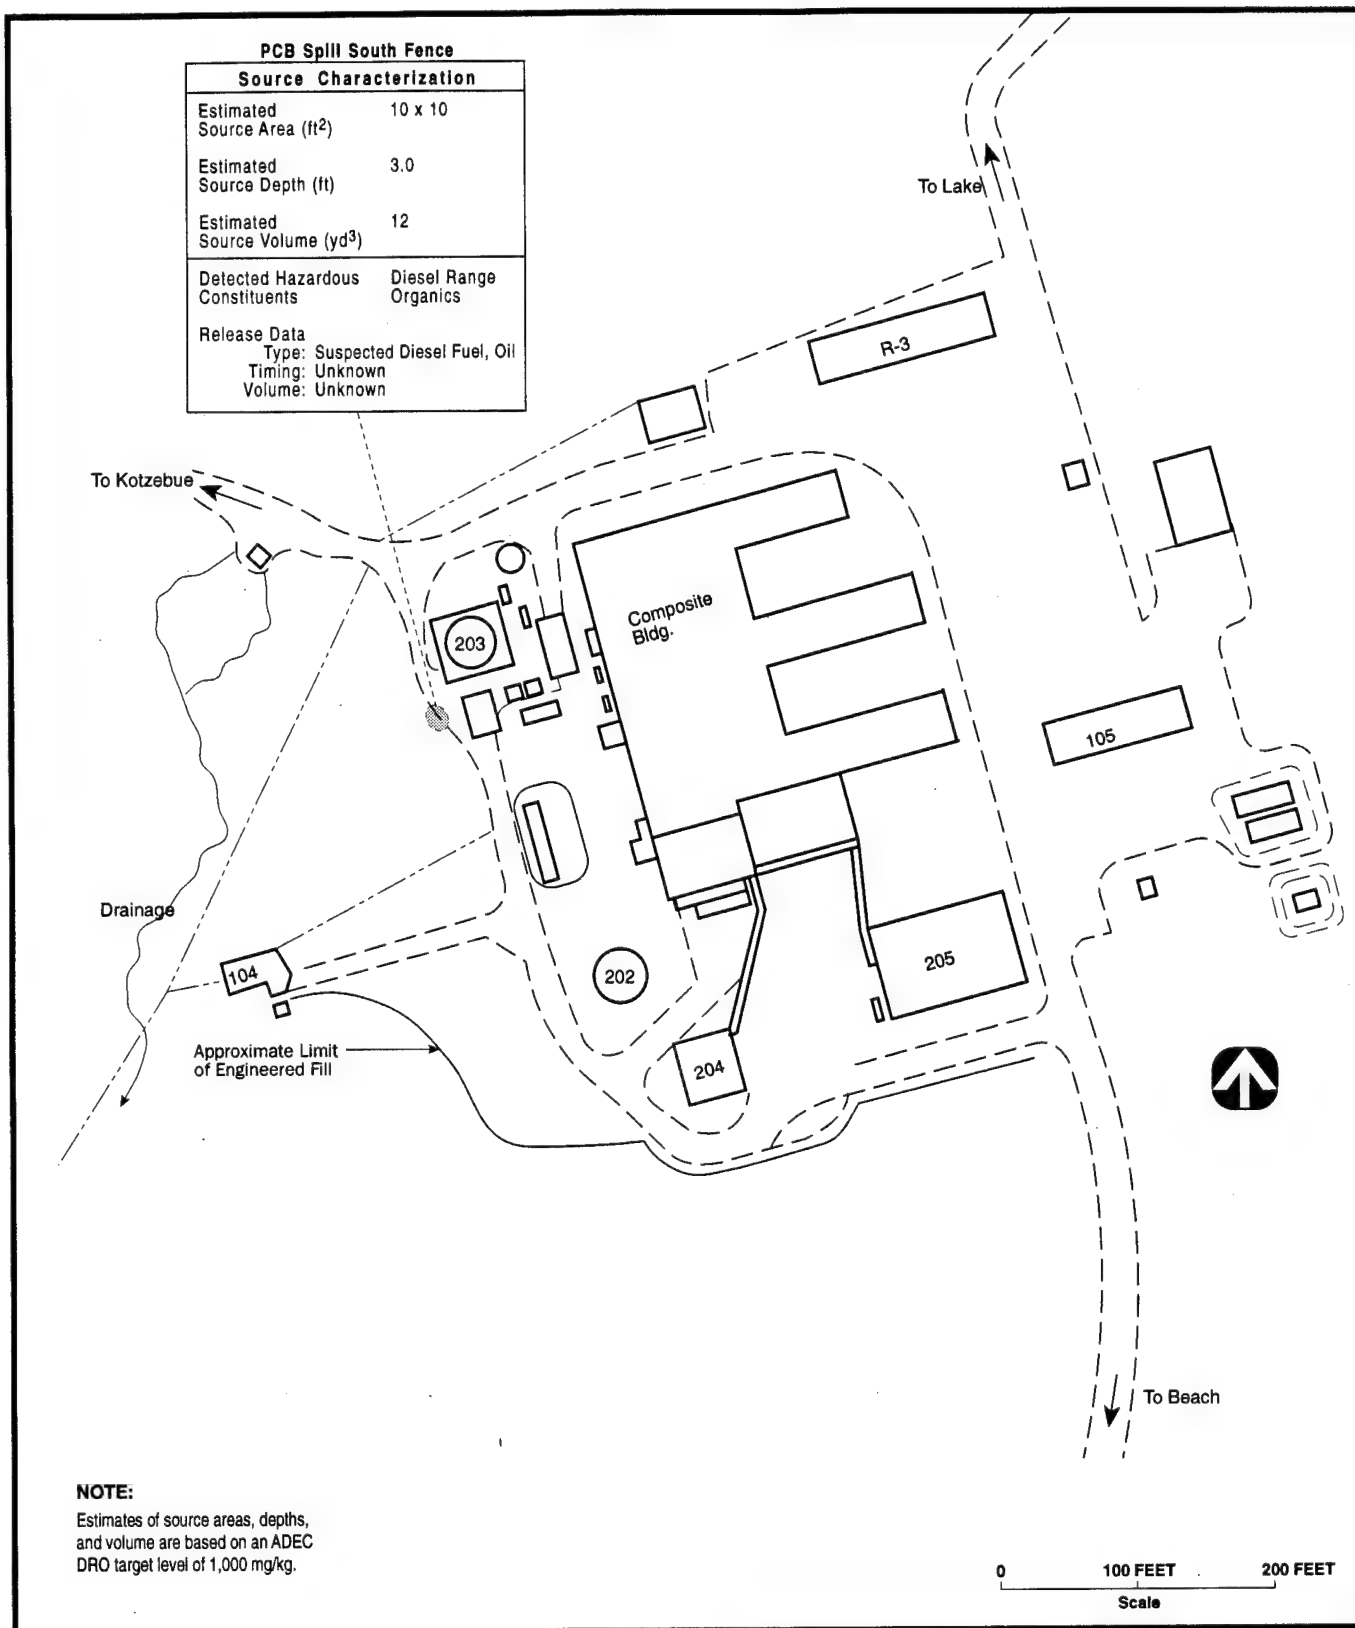 PCB Spill South Fence
Source Characterization
Estimated 10 x 10
Source Area (ft²)
Estimated 3.0
Source Depth (ft)
Estimated 12
Source Volume (yd³)
Detected Hazardous Diesel Range
Constituents Organics
Release Data
Type: Suspected Diesel Fuel, Oil
Timing: Unknown
Volume: Unknown
To Lake
R-3
To Kotzebue
Composite
Bldg.
203
105
Drainage
104
202
205
Approximate Limit
of Engineered Fill
204
To Beach
NOTE:
Estimates of source areas, depths,
and volume are based on an ADEC
DRO target level of 1,000 mg/kg.
0 100 FEET 200 FEET
Scale